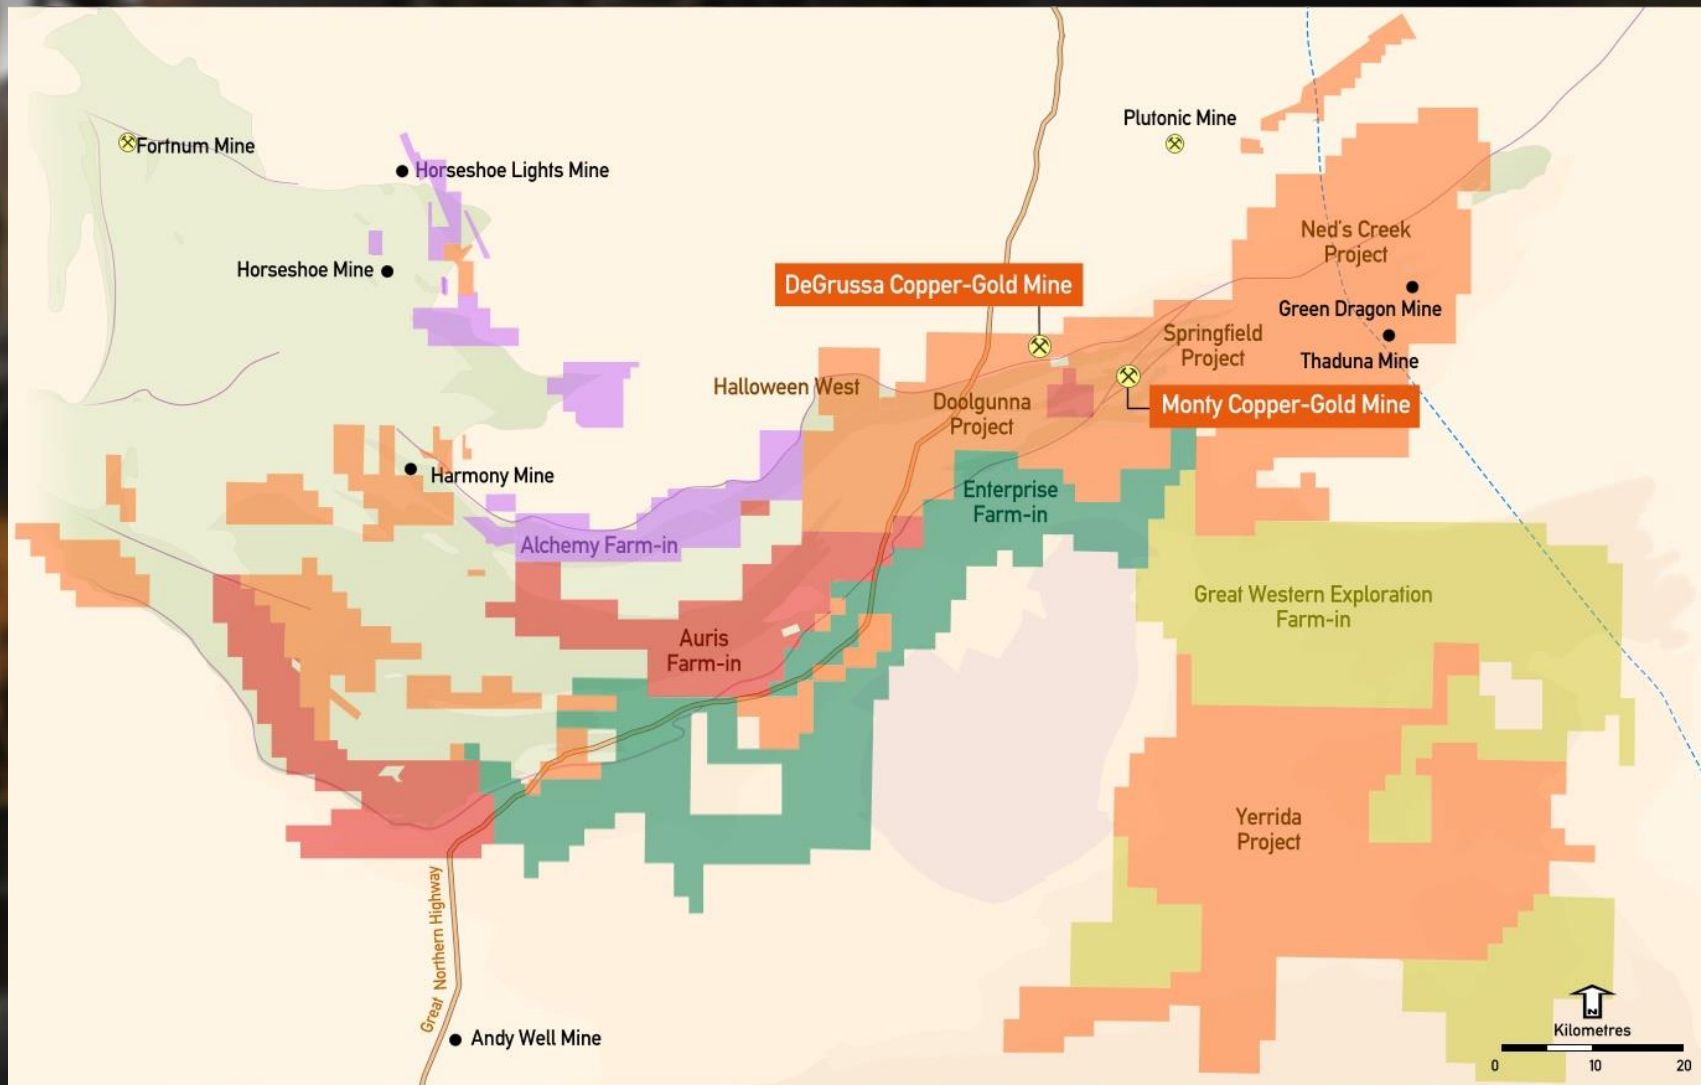 Plutonic Mine
Fortnum Mine
Horseshoe Lights Mine
Ned's Creek
Project
Horseshoe Mine
DeGrussa Copper-Gold Mine
Green Dragon Mine
Springfield
Project
Thaduna Mine
Halloween West
Doolgunna
Project
Monty Copper-Gold Mine
Harmony Mine
Enterprise
Farm-in
Alchemy Farm-in
Great Western Exploration
Farm-in
Auris
Farm-in
Yerrida
Project
Great Northern Highway
Andy Well Mine
N
Kilometres
0 10 20